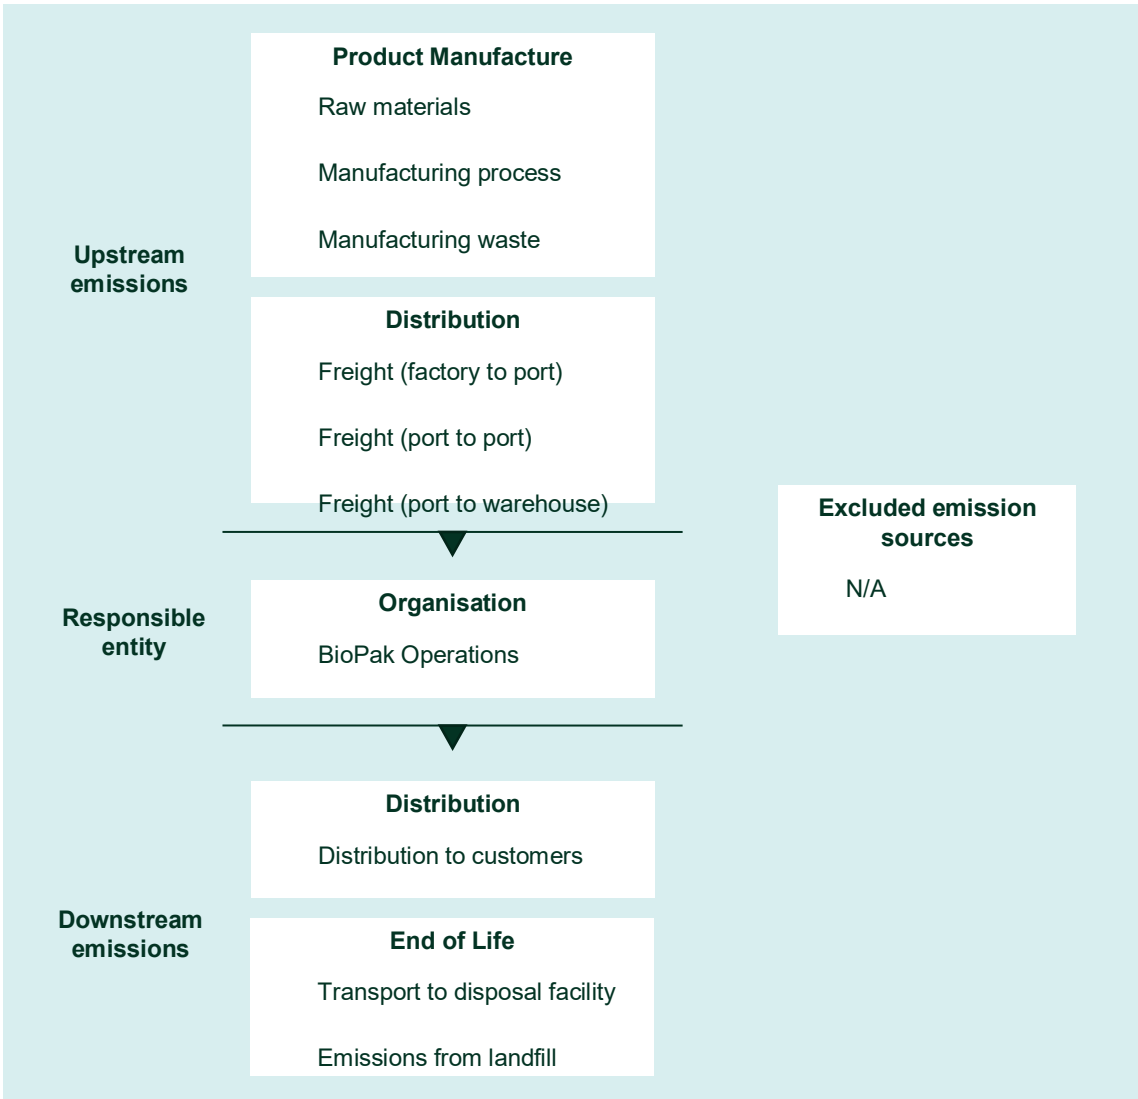 Product Manufacture
Raw materials
Manufacturing process
Manufacturing waste
Upstream
emissions
Distribution
Freight (factory to port)
Freight (port to port)
Freight (port to warehouse)
Excluded emission
sources
N/A
Responsible
entity
Organisation
BioPak Operations
Distribution
Distribution to customers
Downstream
emissions
End of Life
Transport to disposal facility
Emissions from landfill